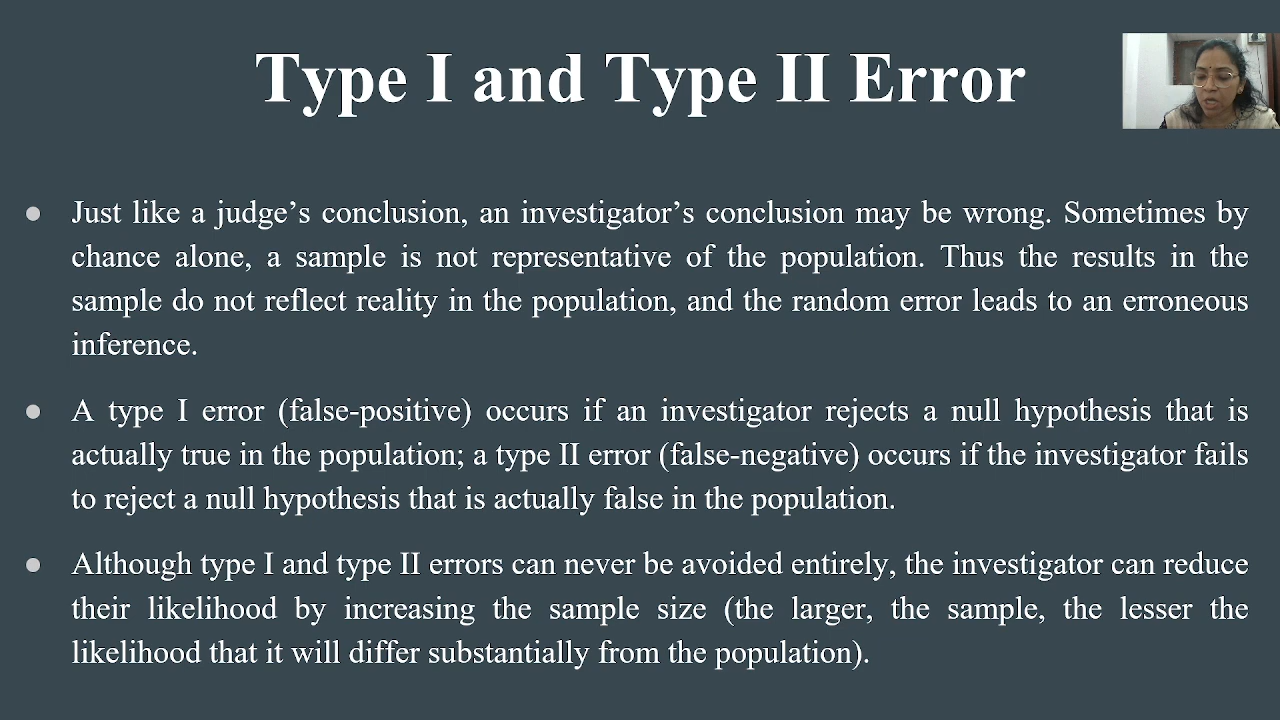 Type I and Type II Error
● Just like a judge’s conclusion, an investigator’s conclusion may be wrong. Sometimes by
chance alone, a sample is not representative of the population. Thus the results in the
sample do not reflect reality in the population, and the random error leads to an erroneous
inference.
● A type I error (false-positive) occurs if an investigator rejects a null hypothesis that is
actually true in the population; a type II error (false-negative) occurs if the investigator fails
to reject a null hypothesis that is actually false in the population.
● Although type I and type II errors can never be avoided entirely, the investigator can reduce
their likelihood by increasing the sample size (the larger, the sample, the lesser the
likelihood that it will differ substantially from the population).